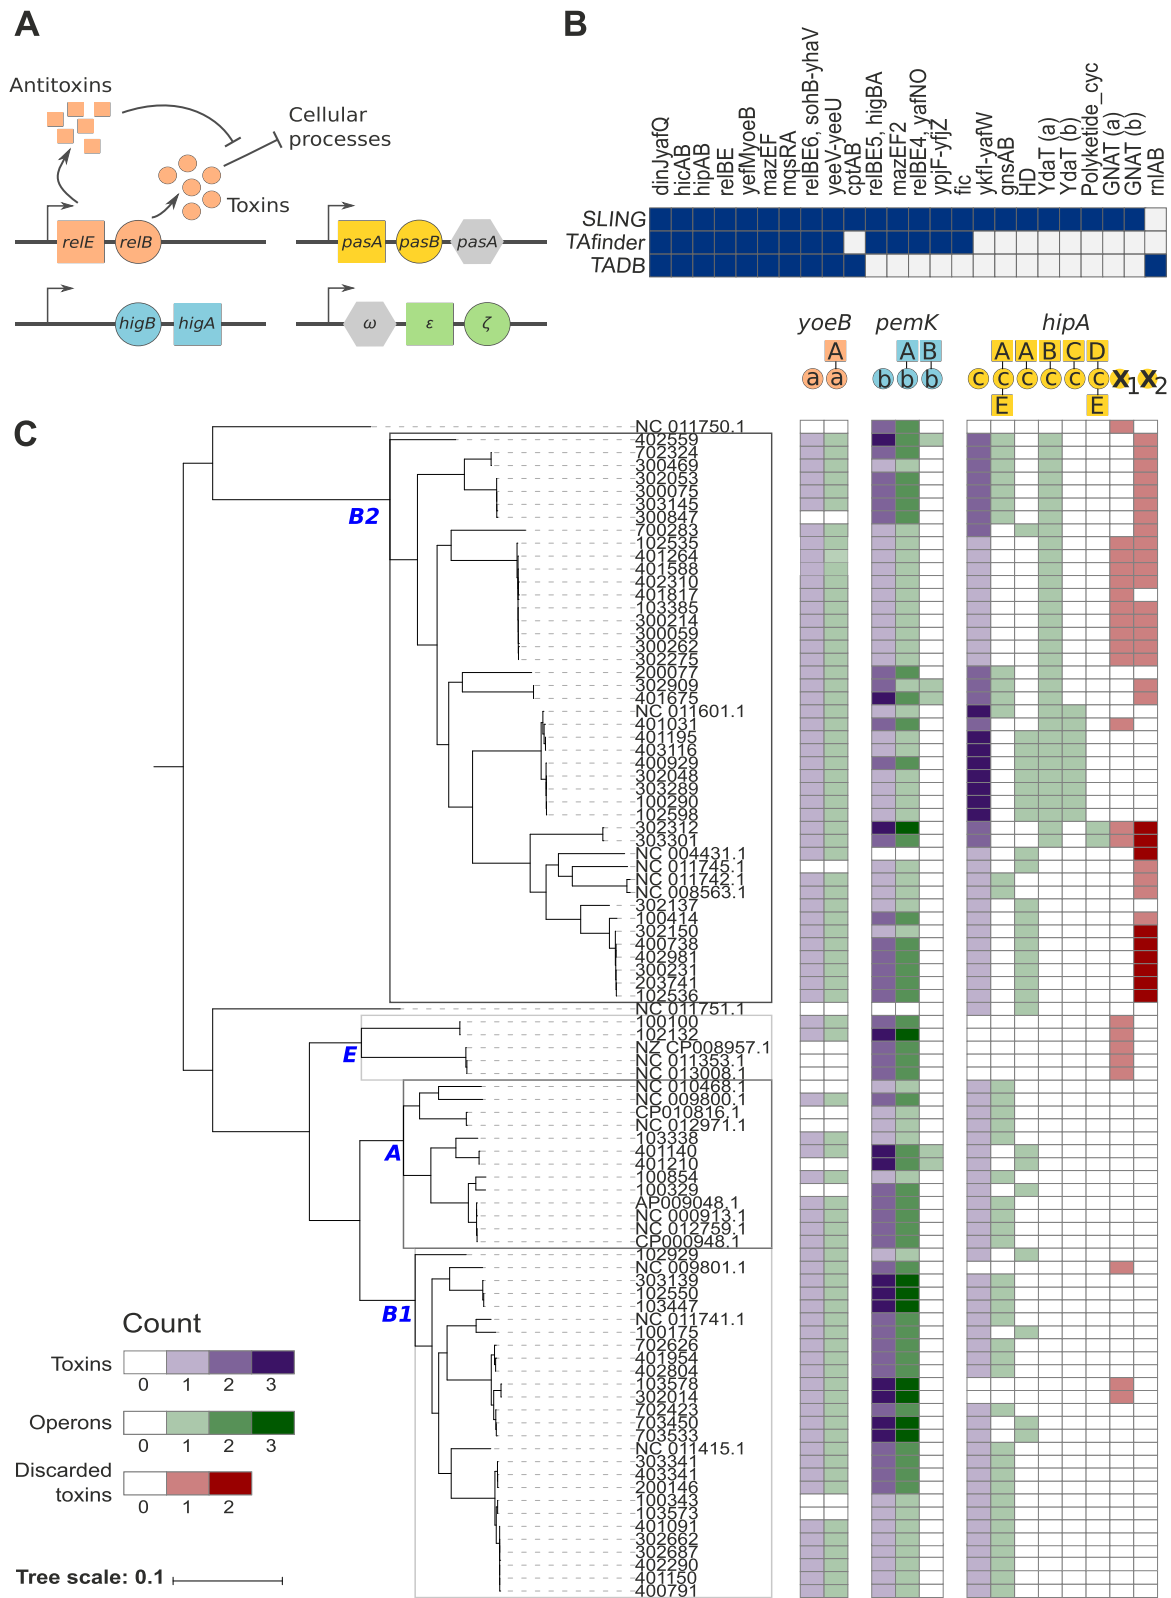 A
Antitoxins
Cellular
processes
Toxins
relE
relB
pasA
pasB
pasA
higB
higA
ω
ε
ζ
B
dinJyafQ
hicAB
hipAB
relBE
yefMyoeB
mazEF
mqsRA
relBE6, sohB-yhaV
yeeV-yeeU
cptAB
relBE5, higBA
mazEF2
relBE4, yafNO
ypjF-yfjZ
fic
ykfI-yafW
gnsAB
HD
YdaT (a)
YdaT (b)
Polyketide_cyc
GNAT (a)
GNAT (b)
rnlAB
SLING
TAfinder
TADB
yoeB
pemK
hipA
A
A B
A A B C D
a a
b b b
c c c c c c x1 x2
E E
C
NC 011750.1
402559
702324
300469
302053
300075
303145
300847
700283
102535
401264
401588
402310
401817
103385
300214
300059
300262
302275
200077
302909
401675
NC 011601.1
401031
401195
403116
400929
302048
303289
100290
102598
302312
303301
NC 004431.1
NC 011745.1
NC 011742.1
NC 008563.1
302137
100414
302150
400738
402981
300231
203741
102536
NC 011751.1
100100
102132
NZ CP008957.1
NC 011353.1
NC 013008.1
NC 010468.1
NC 009800.1
CP010816.1
NC 012971.1
103338
401140
401210
100854
100329
AP009048.1
NC 000913.1
NC 012759.1
CP000948.1
102929
NC 009801.1
303139
102550
103447
NC 011741.1
100175
702626
401954
402804
103578
302014
702423
703450
703533
NC 011415.1
303341
403341
200146
100343
103573
401091
302662
302687
402290
401150
400791
B2
E
A
B1
Count
Toxins
0 1 2 3
Operons
0 1 2 3
Discarded
toxins
0 1 2
Tree scale: 0.1